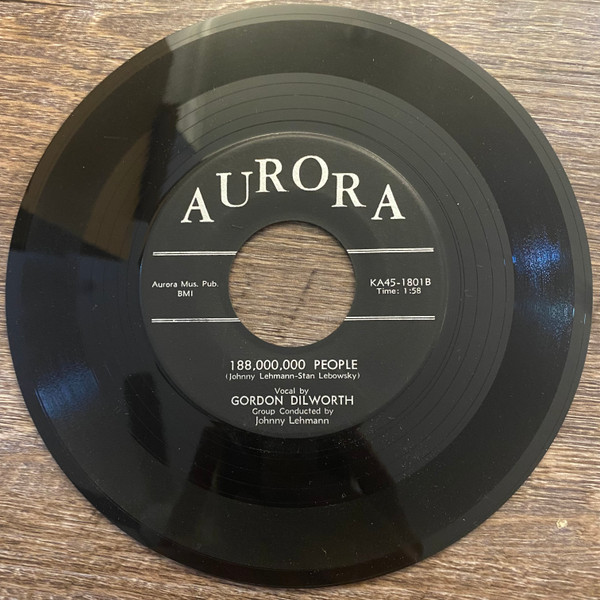 AURORA
Aurora Mus. Pub.
BMI
KA45-1801B
Time: 1:58
188,000,000 PEOPLE
(Johnny Lehmann-Stan Lebowsky)
Vocal by
GORDON DILWORTH
Group Conducted by
Johnny Lehmann